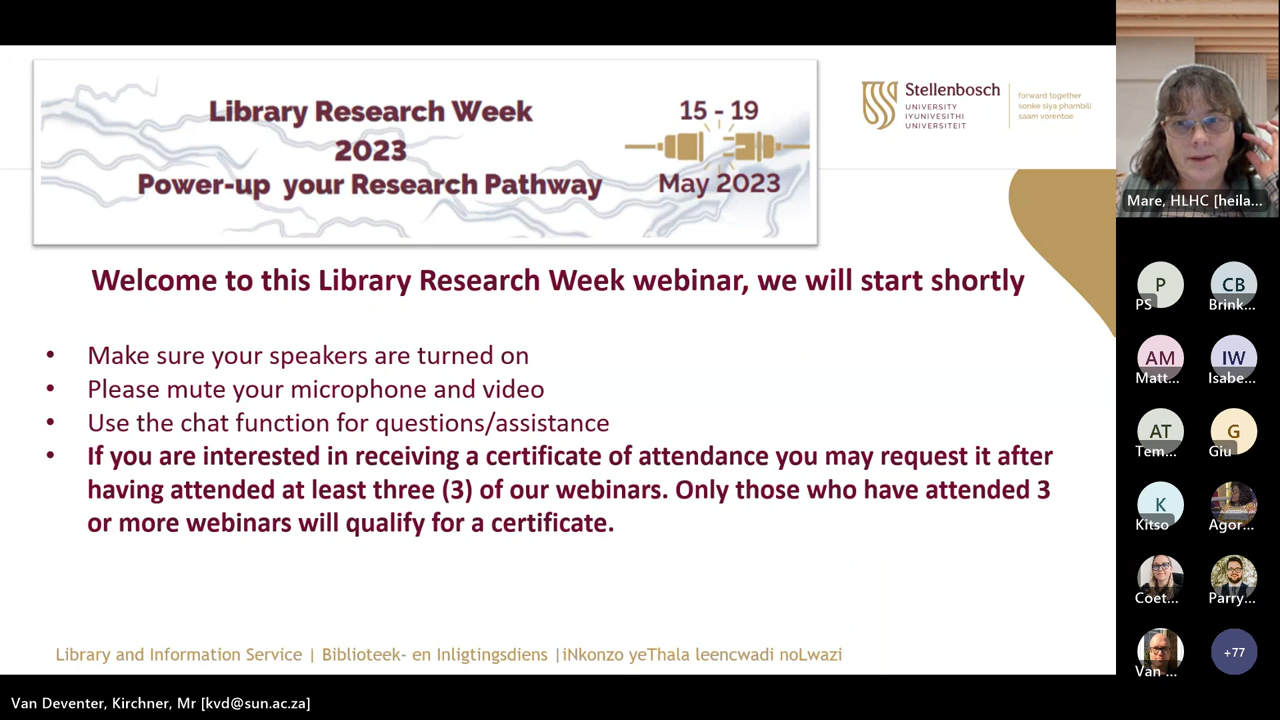 Library Research Week
2023
Power-up your Research Pathway
15 - 19
May 2023
Stellenbosch
UNIVERSITY
IYUNIVESITHI
UNIVERSITEIT
forward together
sonke siya phambili
saam vorentoe
Welcome to this Library Research Week webinar, we will start shortly
• Make sure your speakers are turned on
• Please mute your microphone and video
• Use the chat function for questions/assistance
• If you are interested in receiving a certificate of attendance you may request it after
having attended at least three (3) of our webinars. Only those who have attended 3
or more webinars will qualify for a certificate.
Library and Information Service | Biblioteek- en Inligtingsdiens |iNkonzo yeThala leencwadi noLwazi
Mare, HLHC [heila...
P
PS
CB
Brink...
AM
Matt...
IW
Isabe...
AT
Tem...
G
Giu
K
Kitso
Agor...
Coet...
Parry...
Van ...
+77
Van Deventer, Kirchner, Mr [kvd@sun.ac.za]